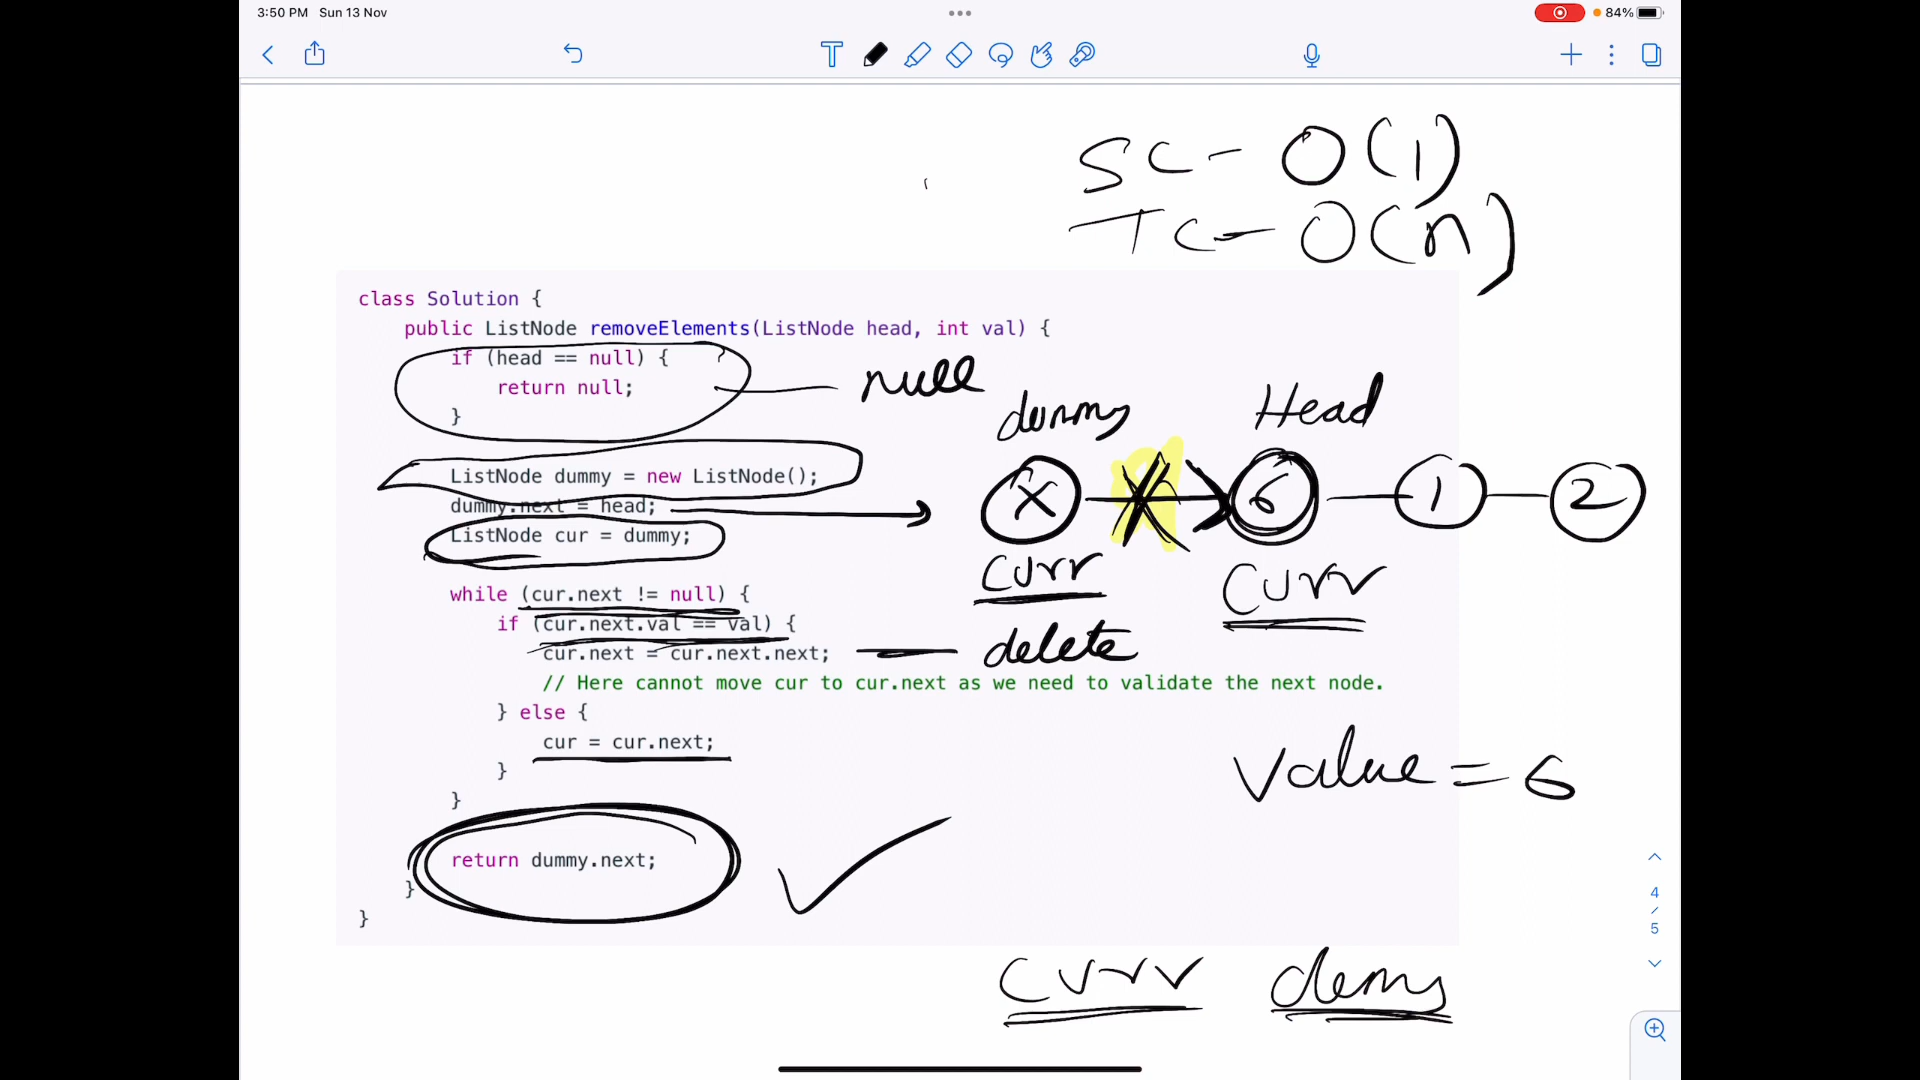 3:50 PM Sun 13 Nov
84%
SC - O(1)
TC - O(n)
class Solution {
public ListNode removeElements(ListNode head, int val) {
if (head == null) {
return null;
}
null
ListNode dummy = new ListNode();
dummy.next = head;
ListNode cur = dummy;
dummy
Head
X
6
1
2
curr
Curr
while (cur.next != null) {
if (cur.next.val == val) {
cur.next = cur.next.next;
delete
// Here cannot move cur to cur.next as we need to validate the next node.
} else {
cur = cur.next;
}
}
Value = 6
return dummy.next;
}
}
4
/
5
Curr